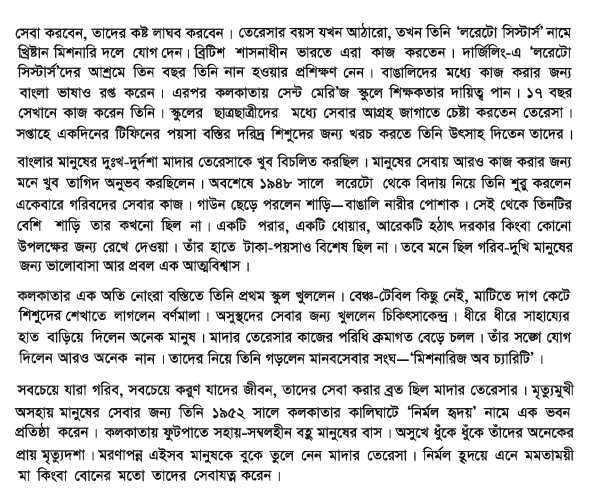 সেবা করবেন, তাদের কষ্ট লাঘব করবেন। তেরেসার বয়স যখন আঠারো, তখন তিনি ‘লরেটো সিস্টার্স’ নামে
খ্রিষ্টান মিশনারি দলে যোগ দেন। ব্রিটিশ শাসনাধীন ভারতে এরা কাজ করতেন। দার্জিলিং-এ ‘লরেটো
সিস্টার্স’দের আশ্রমে তিন বছর তিনি নান হওয়ার প্রশিক্ষণ নেন। বাঙালিদের মধ্যে কাজ করার জন্য
বাংলা ভাষাও রপ্ত করেন। এরপর কলকাতায় সেন্ট মেরি’জ স্কুলে শিক্ষকতার দায়িত্ব পান। ১৭ বছর
সেখানে কাজ করেন তিনি। স্কুলের ছাত্রছাত্রীদের মধ্যে সেবার আগ্রহ জাগাতে চেষ্টা করতেন তেরেসা।
সপ্তাহে একদিনের টিফিনের পয়সা বস্তির দরিদ্র শিশুদের জন্য খরচ করতে তিনি উৎসাহ দিতেন তাদের।
বাংলার মানুষের দুঃখ-দুর্দশা মাদার তেরেসাকে খুব বিচলিত করছিল। মানুষের সেবায় আরও কাজ করার জন্য
মনে খুব তাগিদ অনুভব করছিলেন। অবশেষে ১৯৪৮ সালে লরেটো থেকে বিদায় নিয়ে তিনি শুরু করলেন
একেবারে গরিবদের সেবার কাজ। গাউন ছেড়ে পরলেন শাড়ি—বাঙালি নারীর পোশাক। সেই থেকে তিনটির
বেশি শাড়ি তার কখনো ছিল না। একটি পরার, একটি ধোয়ার, আরেকটি হঠাৎ দরকার কিংবা কোনো
উপলক্ষের জন্য রেখে দেওয়া। তাঁর হাতে টাকা-পয়সাও বিশেষ ছিল না। তবে মনে ছিল গরিব-দুখি মানুষের
জন্য ভালোবাসা আর প্রবল এক আত্মবিশ্বাস।
কলকাতার এক অতি নোংরা বস্তিতে তিনি প্রথম স্কুল খুললেন। বেঞ্চ-টেবিল কিছু নেই, মাটিতে দাগ কেটে
শিশুদের শেখাতে লাগলেন বর্ণমালা। অসুস্থদের সেবার জন্য খুললেন চিকিৎসাকেন্দ্র। ধীরে ধীরে সাহায্যের
হাত বাড়িয়ে দিলেন অনেক মানুষ। মাদার তেরেসার কাজের পরিধি ক্রমাগত বেড়ে চলল। তাঁর সঙ্গে যোগ
দিলেন আরও অনেক নান। তাদের নিয়ে তিনি গড়লেন মানবসেবার সংঘ—‘মিশনারিজ অব চ্যারিটি’।
সবচেয়ে যারা গরিব, সবচেয়ে করুণ যাদের জীবন, তাদের সেবা করার ব্রত ছিল মাদার তেরেসার। মৃত্যুমুখী
অসহায় মানুষের সেবার জন্য তিনি ১৯৫২ সালে কলকাতার কালিঘাটে ‘নির্মল হৃদয়’ নামে এক ভবন
প্রতিষ্ঠা করেন। কলকাতায় ফুটপাতে সহায়-সম্বলহীন বহু মানুষের বাস। অসুখে ধুঁকে ধুঁকে তাঁদের অনেকের
প্রায় মৃত্যুদশা। মরণাপন্ন এইসব মানুষকে বুকে তুলে নেন মাদার তেরেসা। নির্মল হৃদয়ে এনে মমতাময়ী
মা কিংবা বোনের মতো তাদের সেবাযত্ন করেন।